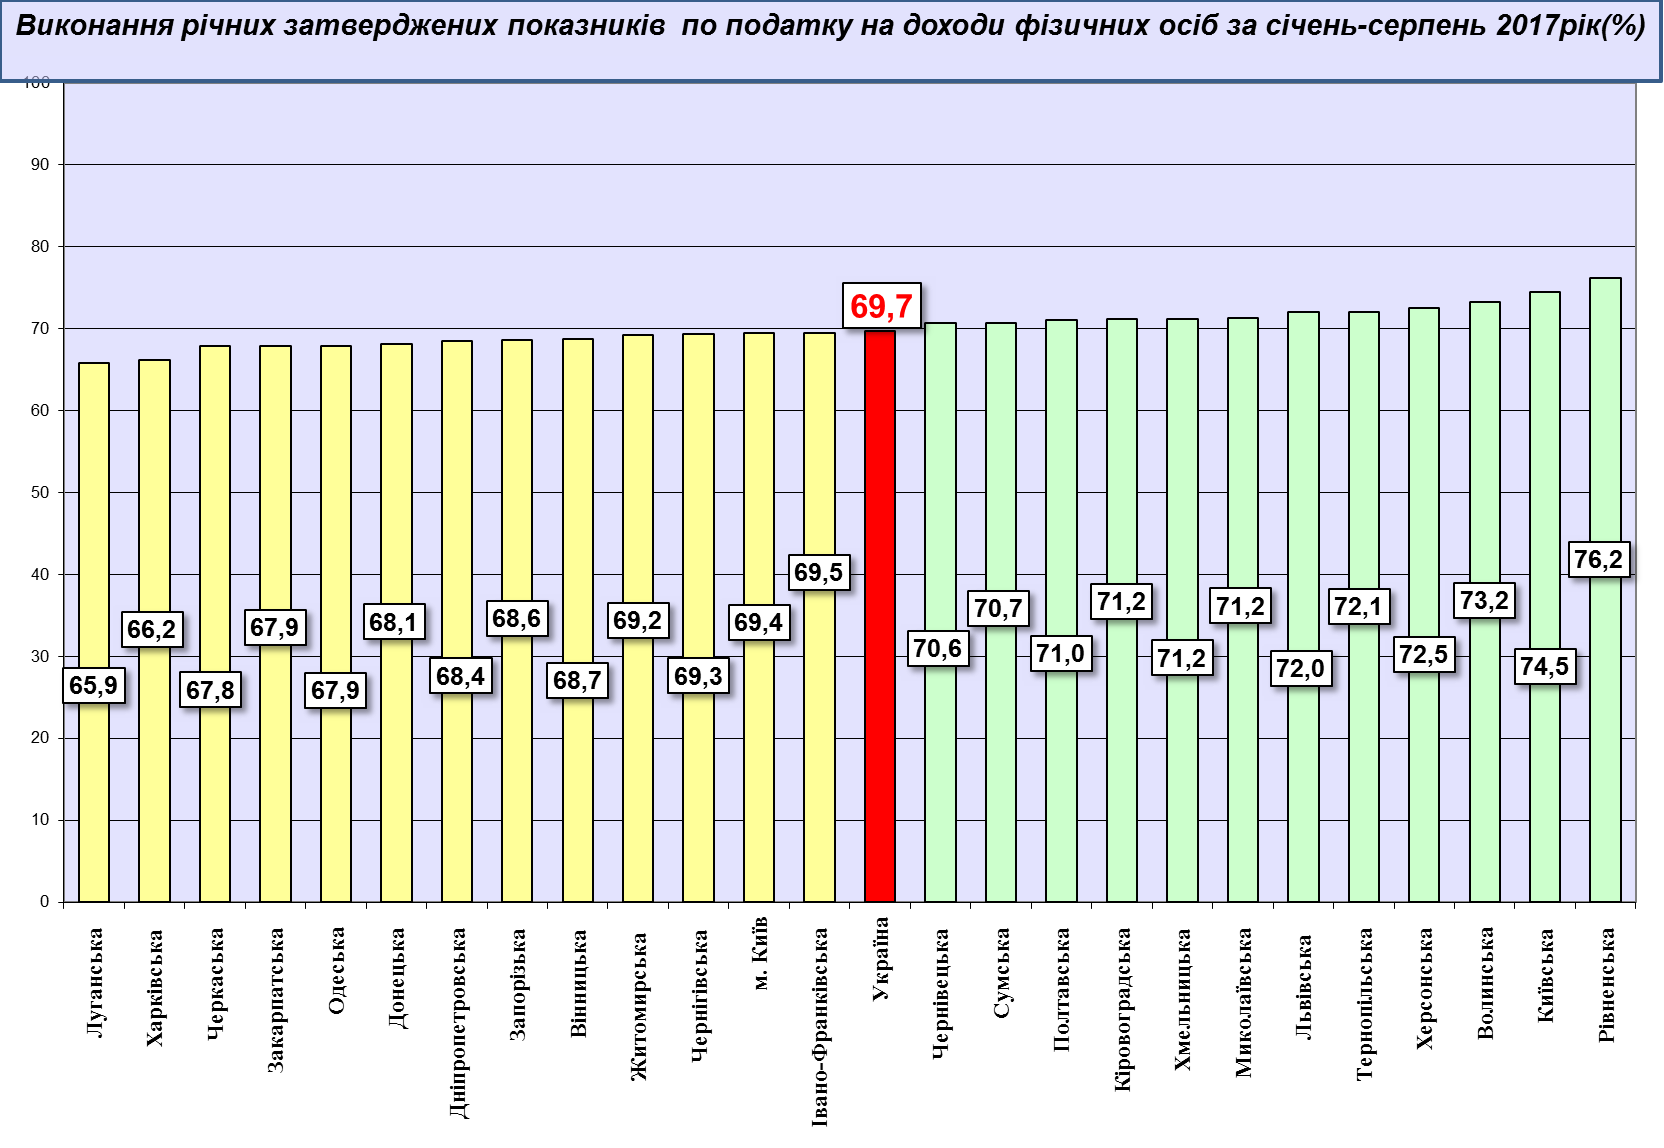 Виконання річних затверджених показників по податку на доходи фізичних осіб за січень-серпень 2017рік(%)
100
90
80
70
60
50
40
30
20
10
0
65,9
66,2
67,8
67,9
67,9
68,1
68,4
68,6
68,7
69,2
69,3
69,4
69,5
69,7
70,6
70,7
71,0
71,2
71,2
71,2
72,0
72,1
72,5
73,2
74,5
76,2
Луганська
Харківська
Черкаська
Закарпатська
Одеська
Донецька
Дніпропетровська
Запорізька
Вінницька
Житомирська
Чернігівська
м. Київ
Івано-Франківська
Україна
Чернівецька
Сумська
Полтавська
Кіровоградська
Хмельницька
Миколаївська
Львівська
Тернопільська
Херсонська
Волинська
Київська
Рівненська